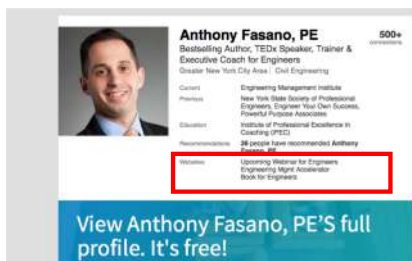 Anthony Fasano, PE
500+
connections
Bestselling Author, TEDx Speaker, Trainer &
Executive Coach for Engineers
Greater New York City Area | Civil Engineering
Current Engineering Management Institute
Previous New York State Society of Professional
Engineers, Engineer Your Own Success,
Powerful Purpose Associates
Education Institute of Professional Excellence in
Coaching (IPEC)
Recommendations 26 people have recommended Anthony
Fasano, PE
Websites Upcoming Webinar for Engineers
Engineering Mgmt Accelerator
Book for Engineers
View Anthony Fasano, PE'S full
profile. It's free!